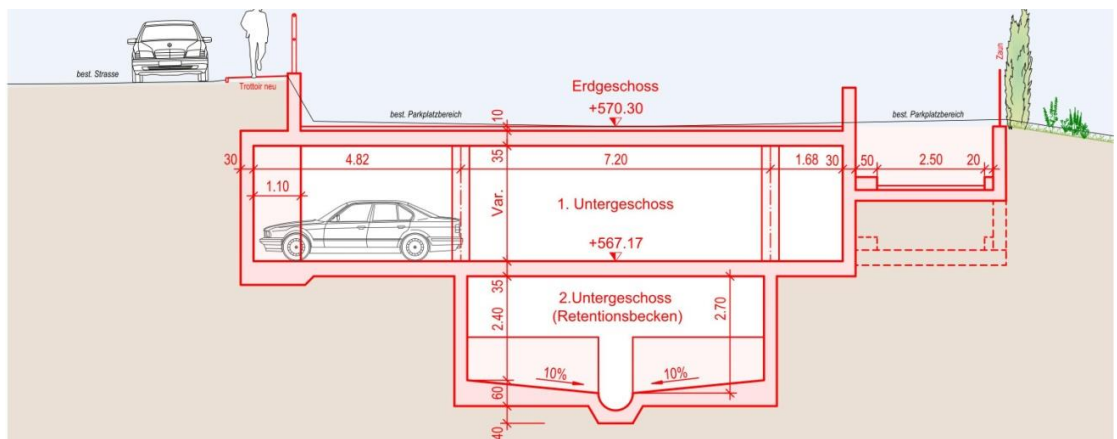 best. Strasse
Trottoir neu
Zaun
Erdgeschoss
+570.30
best. Parkplatzbereich
best. Parkplatzbereich
10
30
4.82
35
7.20
1.68
30
50
2.50
20
1.10
Var.
1. Untergeschoss
+567.17
35
2.Untergeschoss
(Retentionsbecken)
2.40
2.70
10%
10%
60
40